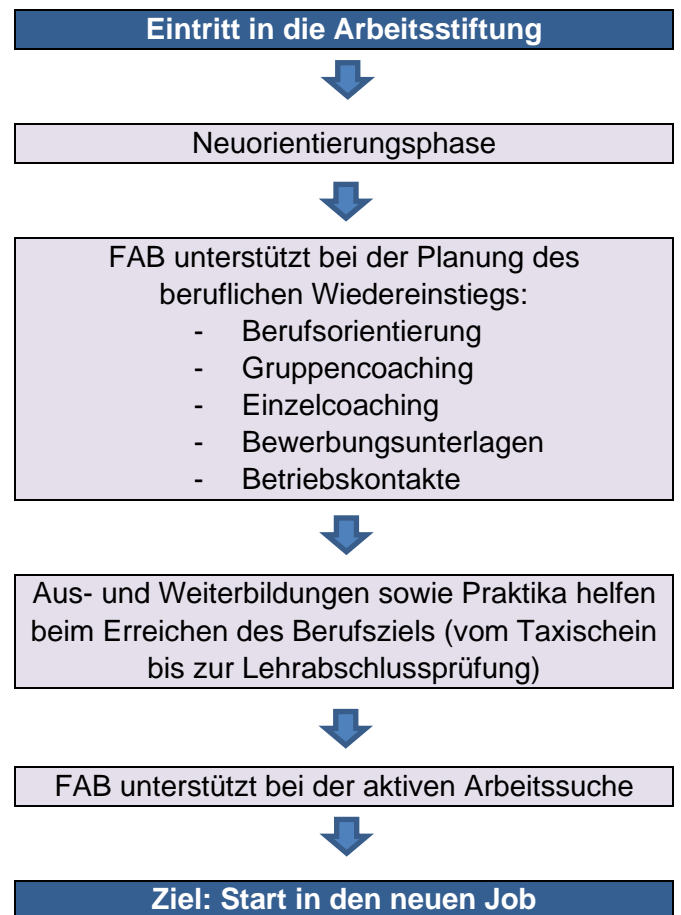 Eintritt in die Arbeitsstiftung
Neuorientierungsphase
FAB unterstützt bei der Planung des
beruflichen Wiedereinstiegs:
- Berufsorientierung
- Gruppencoaching
- Einzelcoaching
- Bewerbungsunterlagen
- Betriebskontakte
Aus- und Weiterbildungen sowie Praktika helfen
beim Erreichen des Berufsziels (vom Taxischein
bis zur Lehrabschlussprüfung)
FAB unterstützt bei der aktiven Arbeitssuche
Ziel: Start in den neuen Job